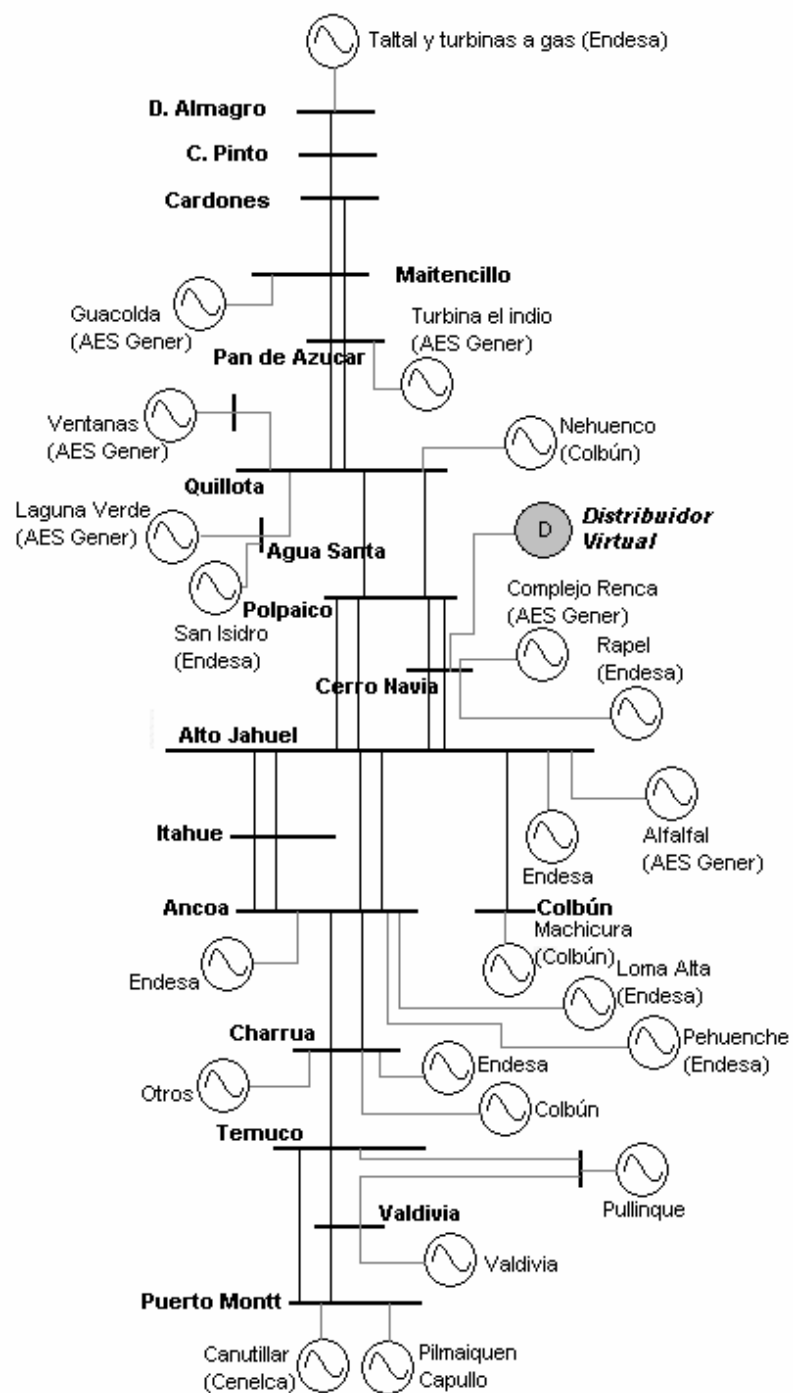 Taltal y turbinas a gas (Endesa)
D. Almagro
C. Pinto
Cardones
Maitencillo
Guacolda
(AES Gener)
Turbina el indio
(AES Gener)
Pan de Azucar
Ventanas
(AES Gener)
Nehuenco
(Colbún)
Quillota
Laguna Verde
(AES Gener)
Agua Santa
D
Distribuidor
Virtual
San Isidro
(Endesa)
Polpaico
Complejo Renca
(AES Gener)
Rapel
(Endesa)
Cerro Navia
Alto Jahuel
Alfalfal
(AES Gener)
Endesa
Itahue
Ancoa
Colbún
Machicura
(Colbún)
Endesa
Loma Alta
(Endesa)
Pehuenche
(Endesa)
Charrua
Endesa
Otros
Colbún
Temuco
Pullinque
Valdivia
Valdivia
Puerto Montt
Canutillar
(Cenelca)
Pilmaiquen
Capullo